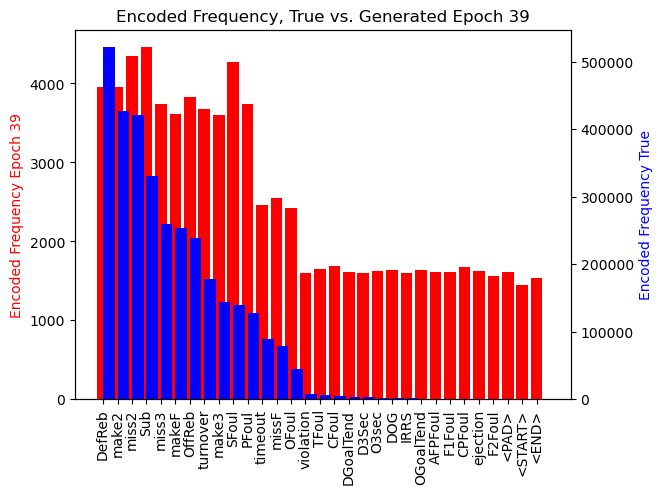 Encoded Frequency, True vs. Generated Epoch 39
Encoded Frequency Epoch 39
4000
3000
2000
1000
0
500000
400000
300000
200000
100000
0
Encoded Frequency True
DefReb
make2
miss2
Sub
miss3
makeF
OffReb
turnover
make3
SFoul
PFoul
timeout
missF
OFoul
violation
TFoul
CFoul
DGoalTend
D3Sec
O3sec
DOG
IRRS
OGoalTend
AFPFoul
F1Foul
CPFoul
ejection
F2Foul
<PAD>
<START>
<END>